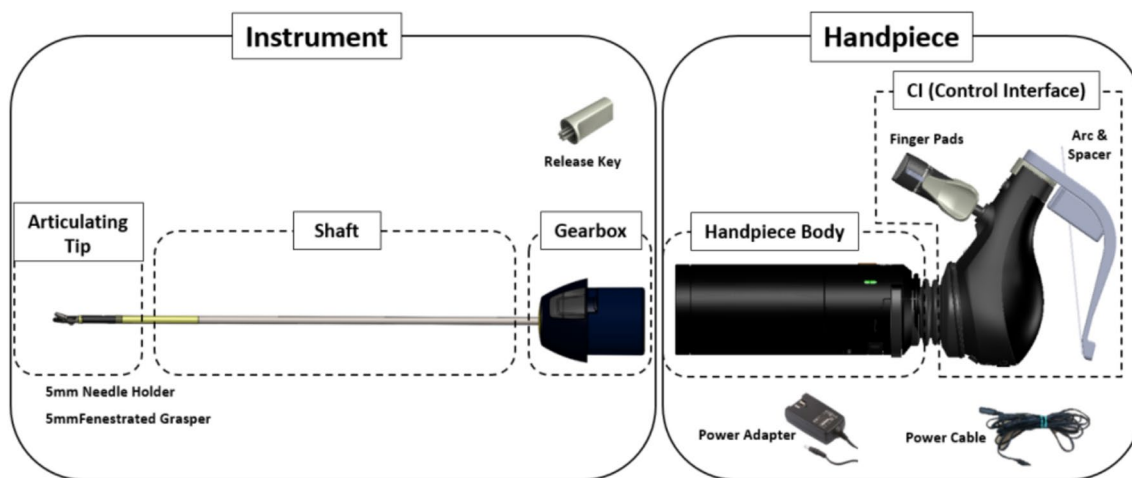 Instrument
Release Key
Articulating
Tip
Shaft
Gearbox
5mm Needle Holder
5mmFenestrated Grasper
Handpiece
CI (Control Interface)
Finger Pads
Arc &
Spacer
Handpiece Body
Power Adapter
Power Cable